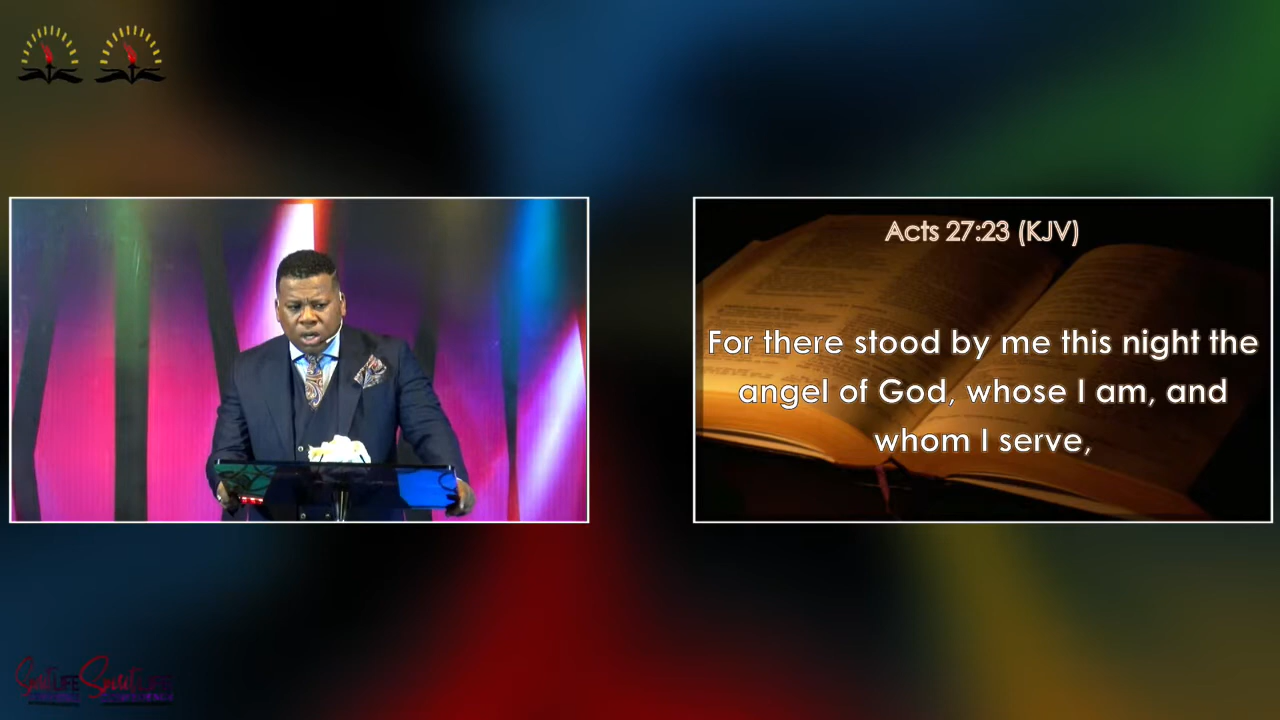 Acts 27:23 (KJV)
For there stood by me this night the
angel of God, whose I am, and
whom I serve,